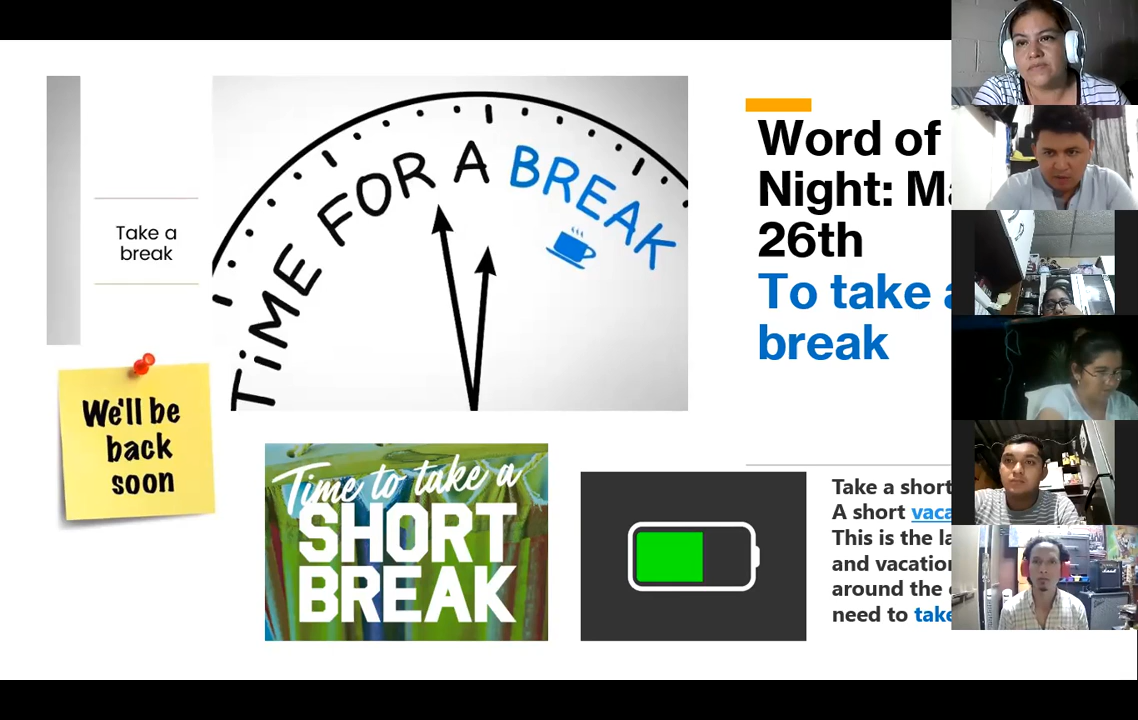 Take a
break
TiME FOR A BREAK
We'll be
back
soon
Time to take a
SHORT
BREAK
Word of
Night:
26th
To take
break
Take a short
A short
This is the
and
around the
need to take